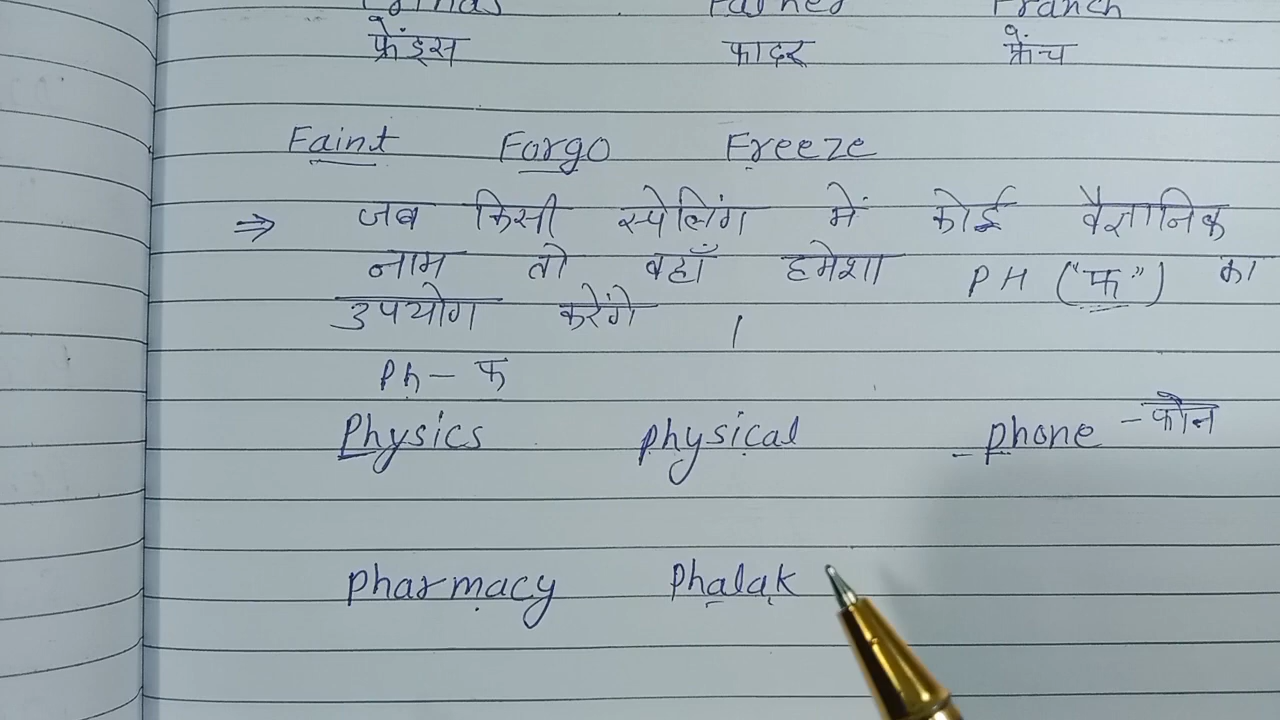 फ्रेंड्स फादर फ्रेंच
Faint Forgo Freeze
⇒ जब किसी स्पेलिंग में कोई वैज्ञानिक
नाम तो वहाँ हमेशा PH ("फ") का
उपयोग करेंगे |
Ph - फ
Physics physical phone - फोन
pharmacy phalak